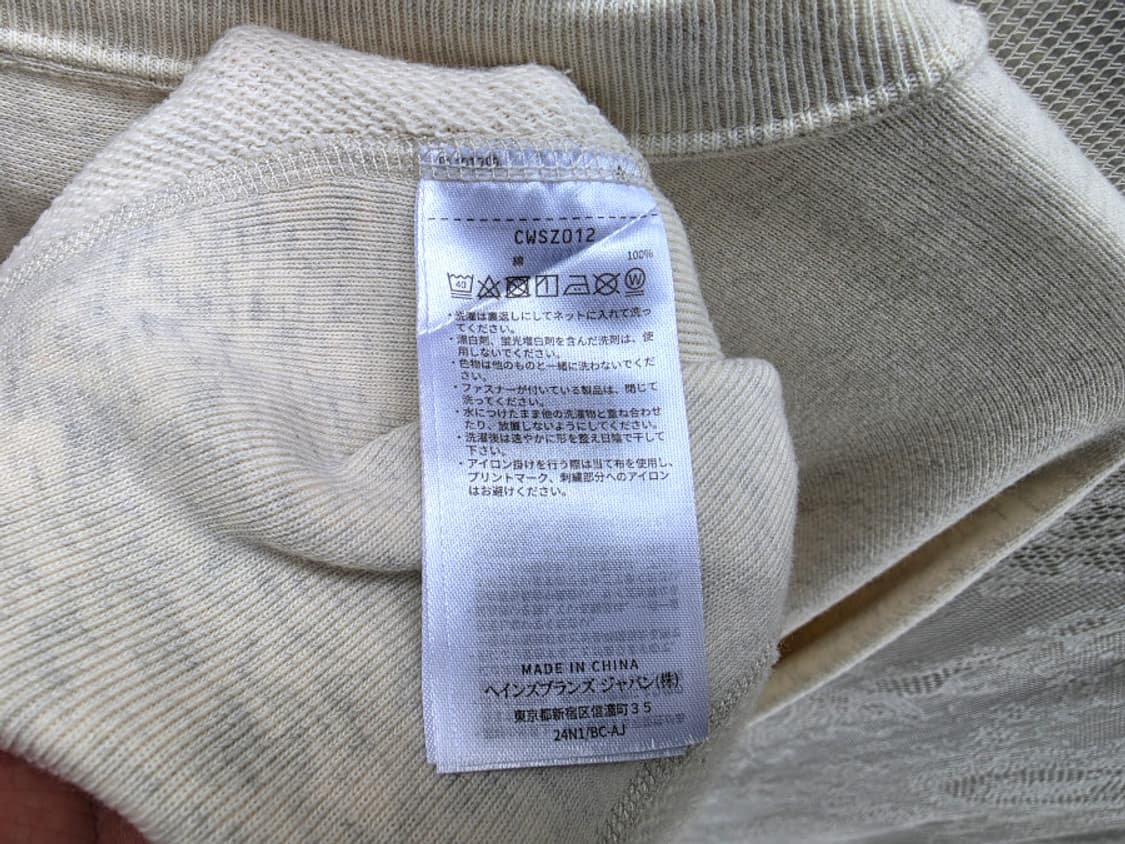 CWSZ012
綿 100%
40 W
・洗濯は裏返しにしてネットに入れて洗っ
てください。
・漂白剤、蛍光増白剤を含んだ洗剤は、使
用しないでください。
・色物は他のものと一緒に洗わないでくだ
さい。
・ファスナーが付いている製品は、閉じて
洗ってください。
・水につけたまま他の洗濯物と重ね合わせ
たり、放置しないようにしてください。
・洗濯後は速やかに形を整え日陰で干して
下さい。
・アイロン掛けを行う際は当て布を使用し、
プリントマーク、刺繍部分へのアイロン
はお避けください。
MADE IN CHINA
ヘインズブランズ ジャパン(株)
東京都新宿区信濃町35
24N1/BC-AJ